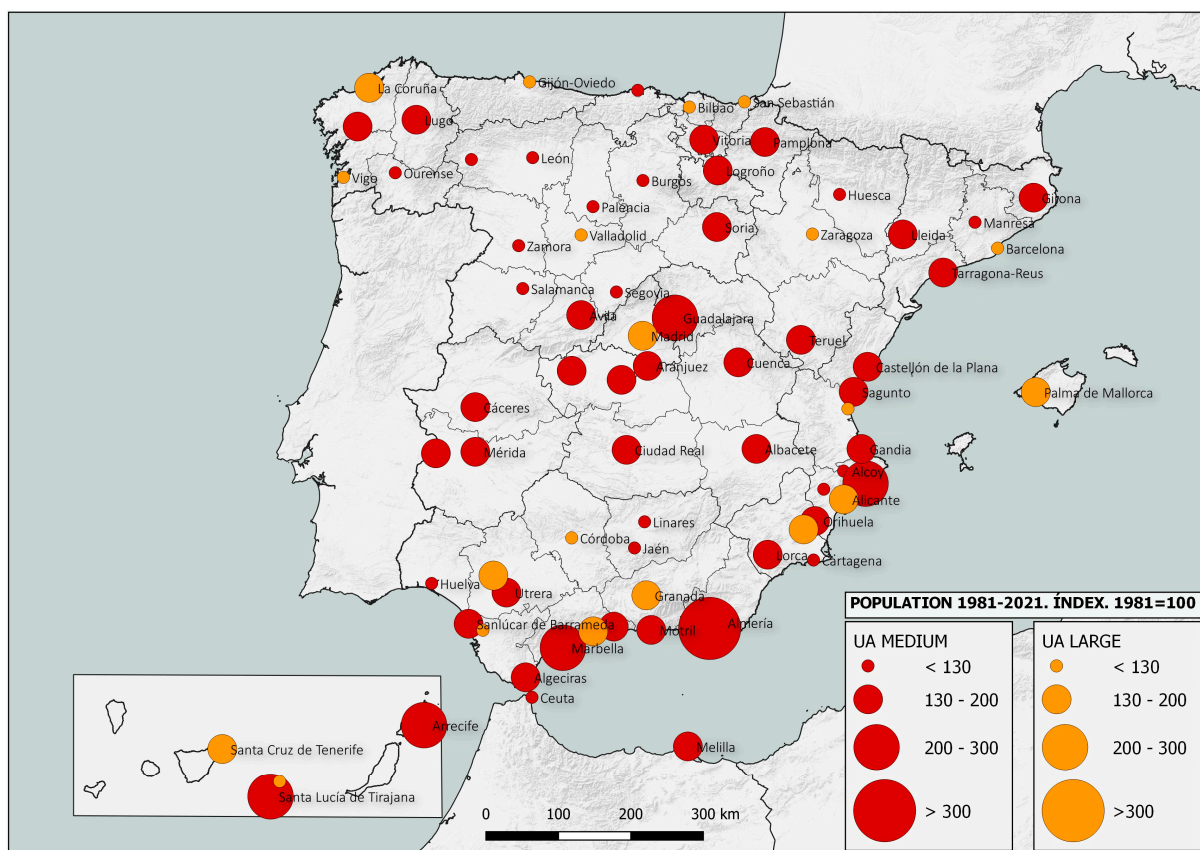 La Coruña
Gijón-Oviedo
Bilbao
San Sebastián
Lugo
Vitoria
Pamplona
León
Ourense
Vigo
Burgos
Logroño
Huesca
Girona
Palencia
Manresa
Soria
Valladolid
Zaragoza
Lleida
Zamora
Barcelona
Tarragona-Reus
Salamanca
Segovia
Ávila
Guadalajara
Madrid
Teruel
Cuenca
Aranjuez
Castelljón de la Plana
Sagunto
Palma de Mallorca
Cáceres
Mérida
Ciudad Real
Albacete
Gandia
Alcoy
Alicante
Orihuela
Linares
Córdoba
Jaén
Lorca
Cartagena
Huelva
Utrera
Granada
Sanlúcar de Barrameda
Motril
Almería
Marbella
Algeciras
Ceuta
Melilla
Arrecife
Santa Cruz de Tenerife
Santa Lucía de Tirajana
0 100 200 300 km
POPULATION 1981-2021. ÍNDEX. 1981=100
UA MEDIUM
< 130
130 - 200
200 - 300
> 300
UA LARGE
< 130
130 - 200
200 - 300
>300